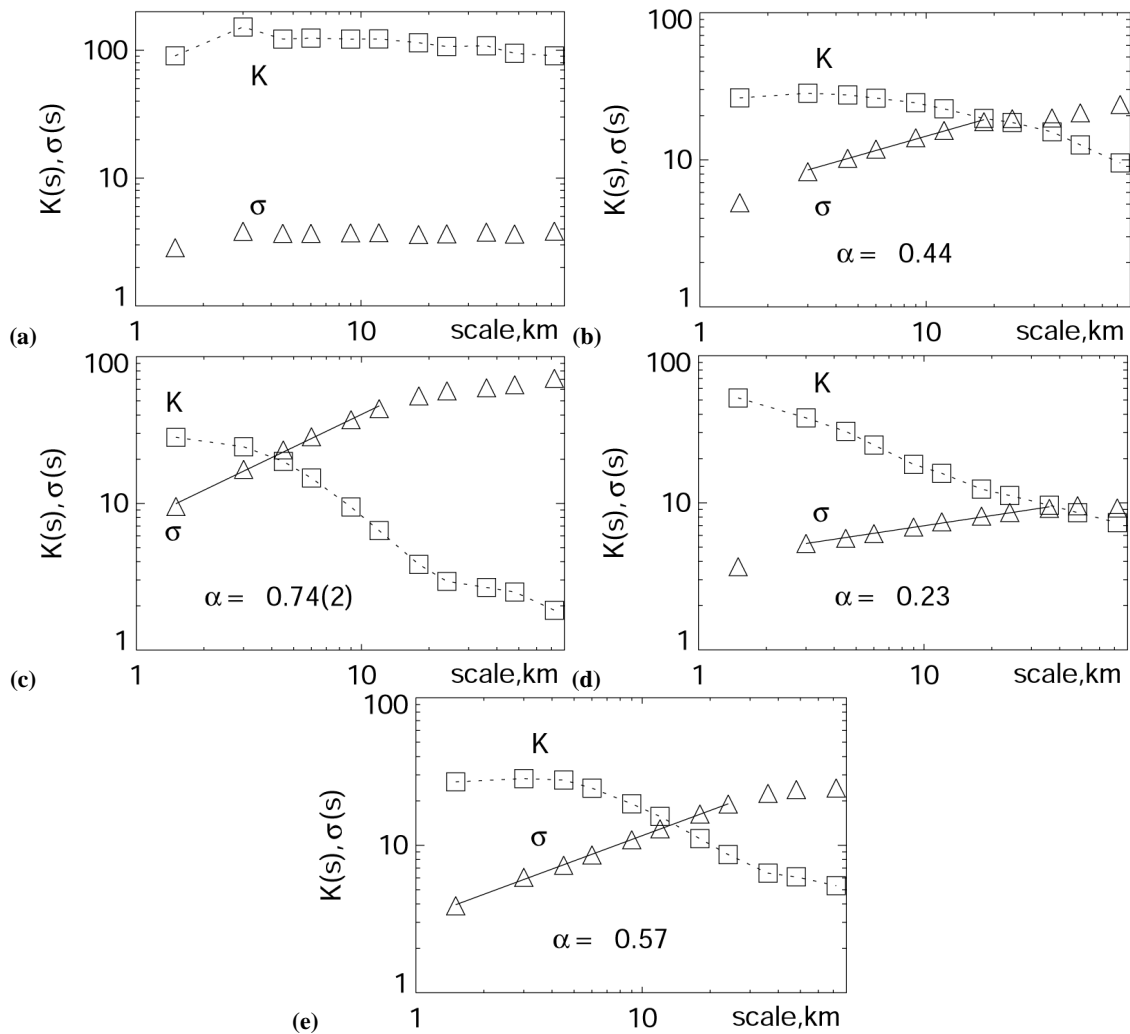 100
10
1
K(s), σ(s)
K
σ
1
10
scale,km
(a)
100
10
1
K(s), σ(s)
K
σ
α = 0.44
1
10
scale,km
(b)
100
10
1
K(s), σ(s)
K
σ
α = 0.74(2)
1
10
scale,km
(c)
100
10
1
K(s), σ(s)
K
σ
α = 0.23
1
10
scale,km
(d)
100
10
1
K(s), σ(s)
K
σ
α = 0.57
1
10
scale,km
(e)